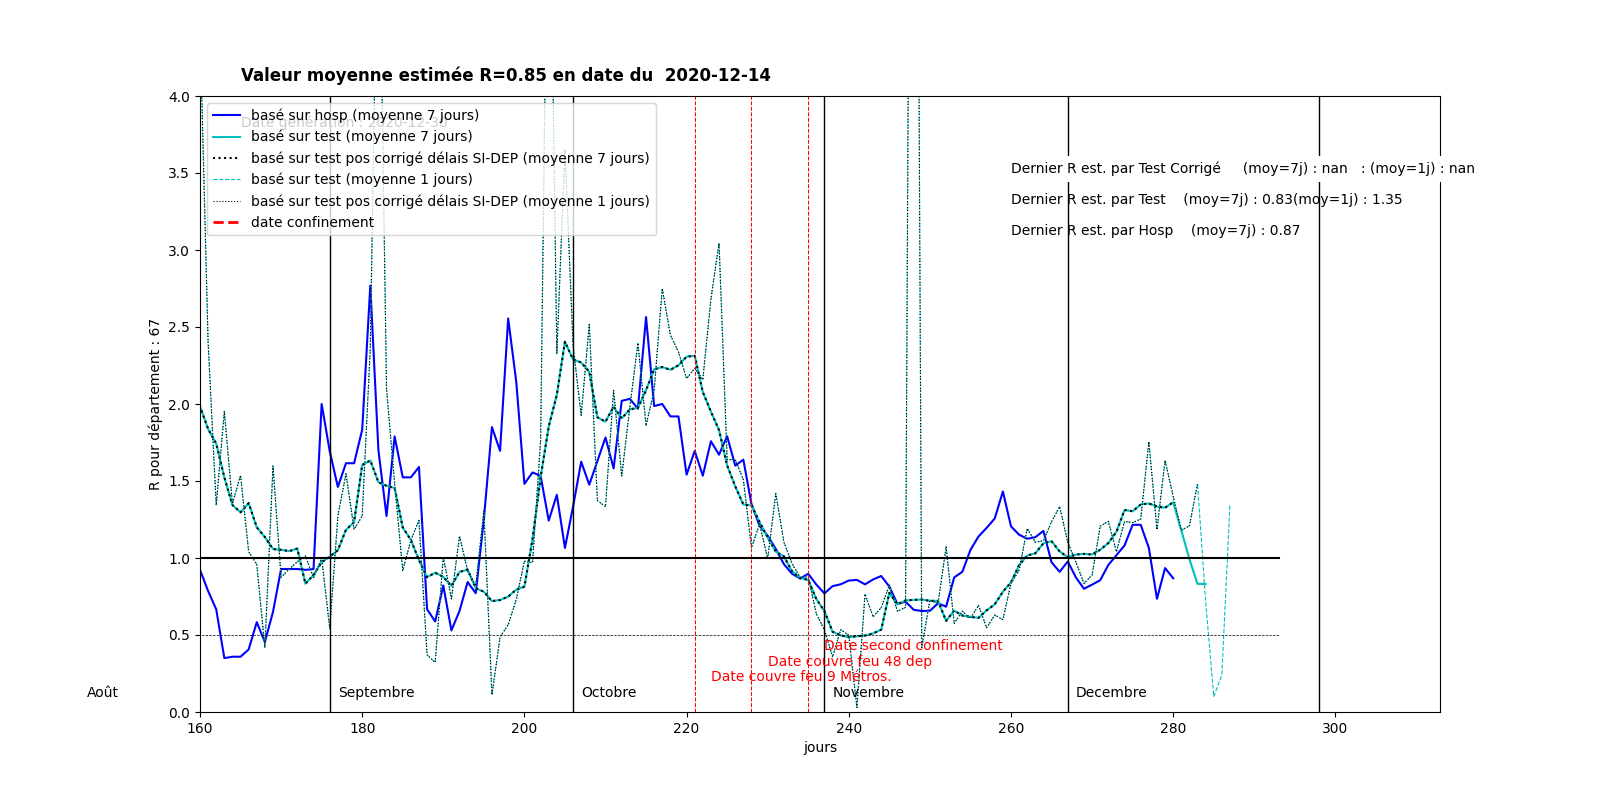 Valeur moyenne estimée R=0.85 en date du  2020-12-14
4.0
3.5
3.0
2.5
2.0
1.5
1.0
0.5
0.0
R pour département : 67
basé sur hosp (moyenne 7 jours)
Date génération : 2020-12-30
basé sur test (moyenne 7 jours)
basé sur test pos corrigé délais SI-DEP (moyenne 7 jours)
basé sur test (moyenne 1 jours)
basé sur test pos corrigé délais SI-DEP (moyenne 1 jours)
date confinement
Dernier R est. par Test Corrigé     (moy=7j) : nan   : (moy=1j) : nan
Dernier R est. par Test    (moy=7j) : 0.83(moy=1j) : 1.35
Dernier R est. par Hosp    (moy=7j) : 0.87
Date second confinement
Date couvre feu 48 dep
Date couvre feu 9 Métros.
Août
Septembre
Octobre
Novembre
Decembre
160
180
200
220
240
260
280
300
jours